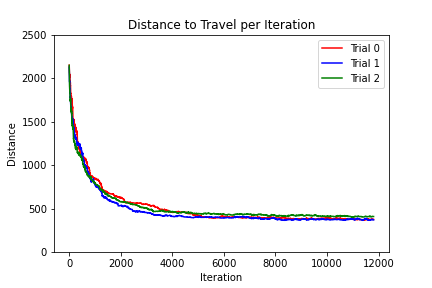 Distance to Travel per Iteration
2500
2000
1500
1000
500
0
Distance
Trial 0
Trial 1
Trial 2
0 2000 4000 6000 8000 10000 12000
Iteration